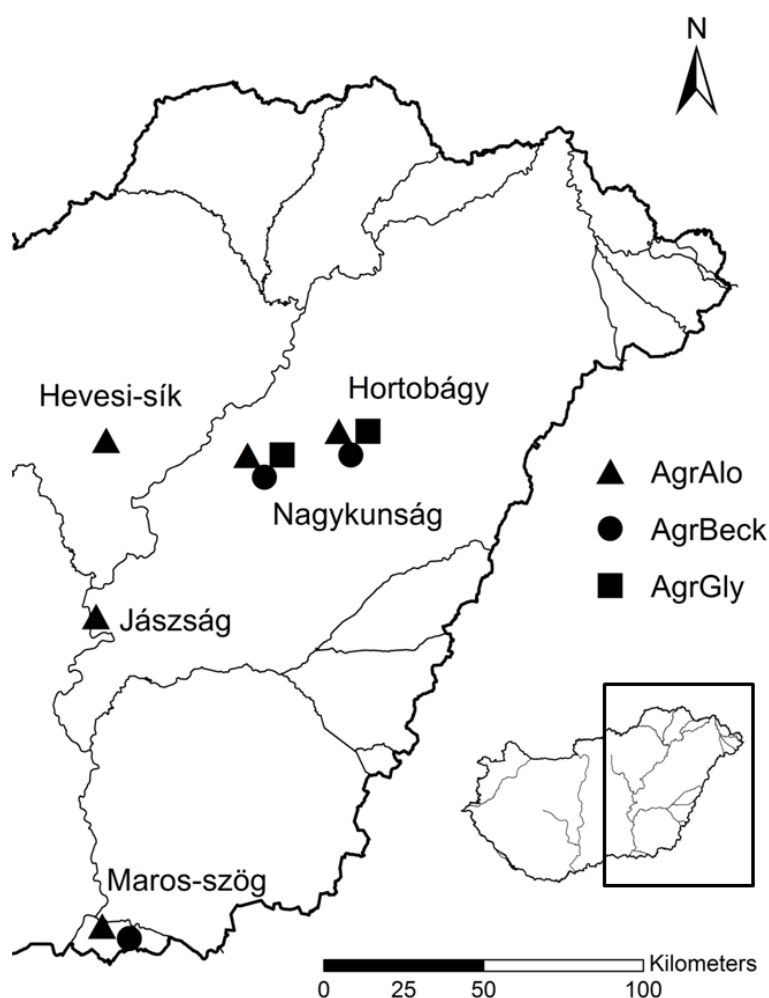 N
Hevesi-sík
Hortobágy
Nagykunság
AgrAlo
AgrBeck
AgrGly
Jászság
Maros-szög
Kilometers
0 25 50 100